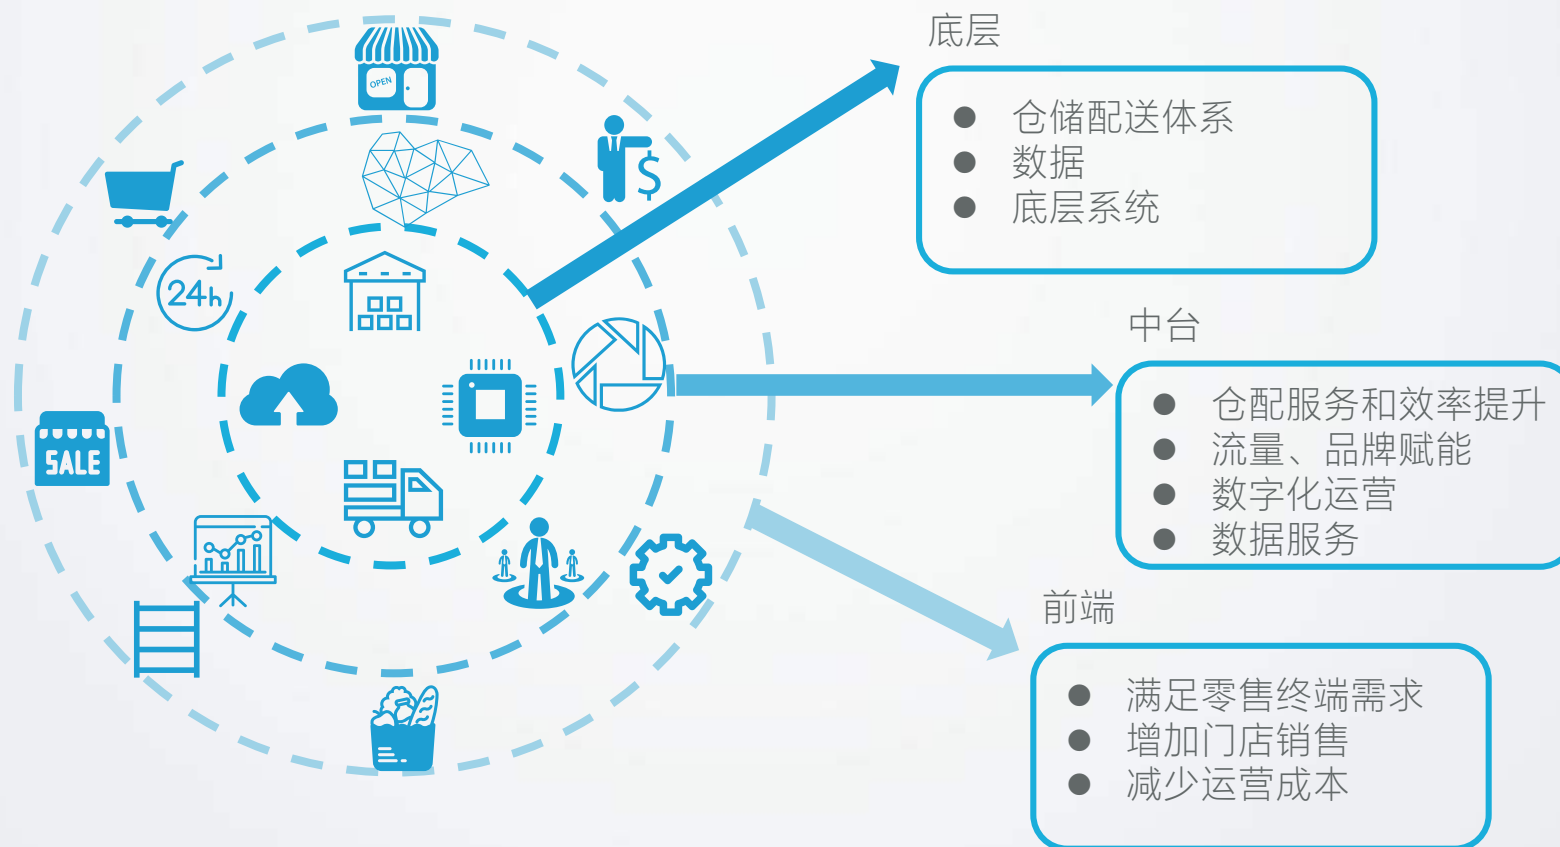 OPEN
24h
SALE
底层
仓储配送体系
数据
底层系统
中台
仓配服务和效率提升
流量、品牌赋能
数字化运营
数据服务
前端
满足零售终端需求
增加门店销售
减少运营成本